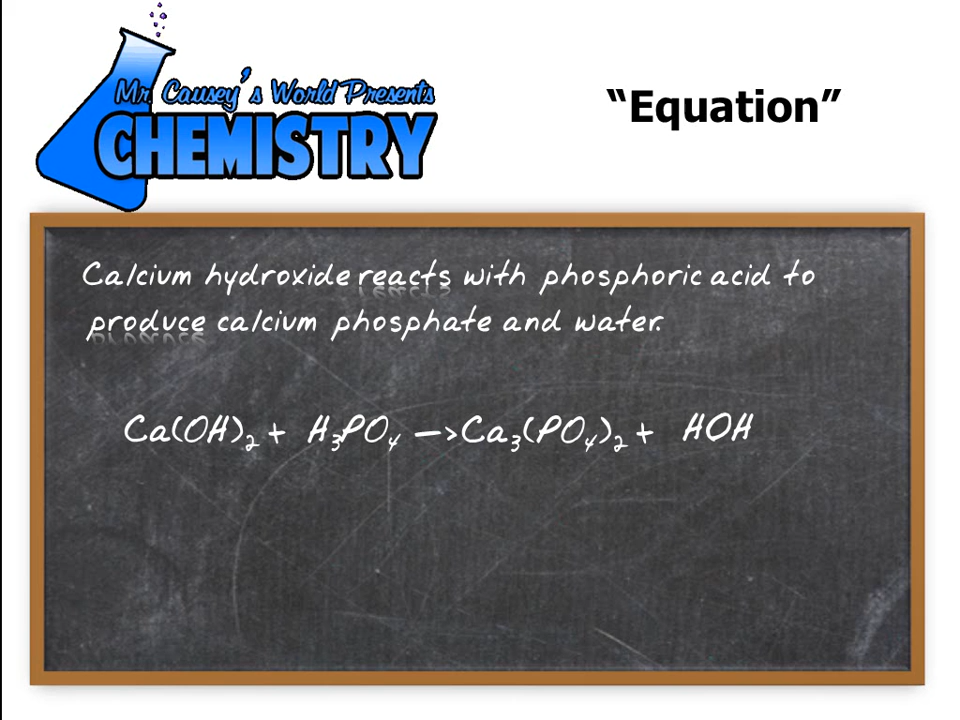 Mr. Causey's World Presents
CHEMISTRY
“Equation”
Calcium hydroxide reacts with phosphoric acid to
produce calcium phosphate and water.
Ca(OH)₂ + H₃PO₄ —> Ca₃(PO₄)₂ + HOH